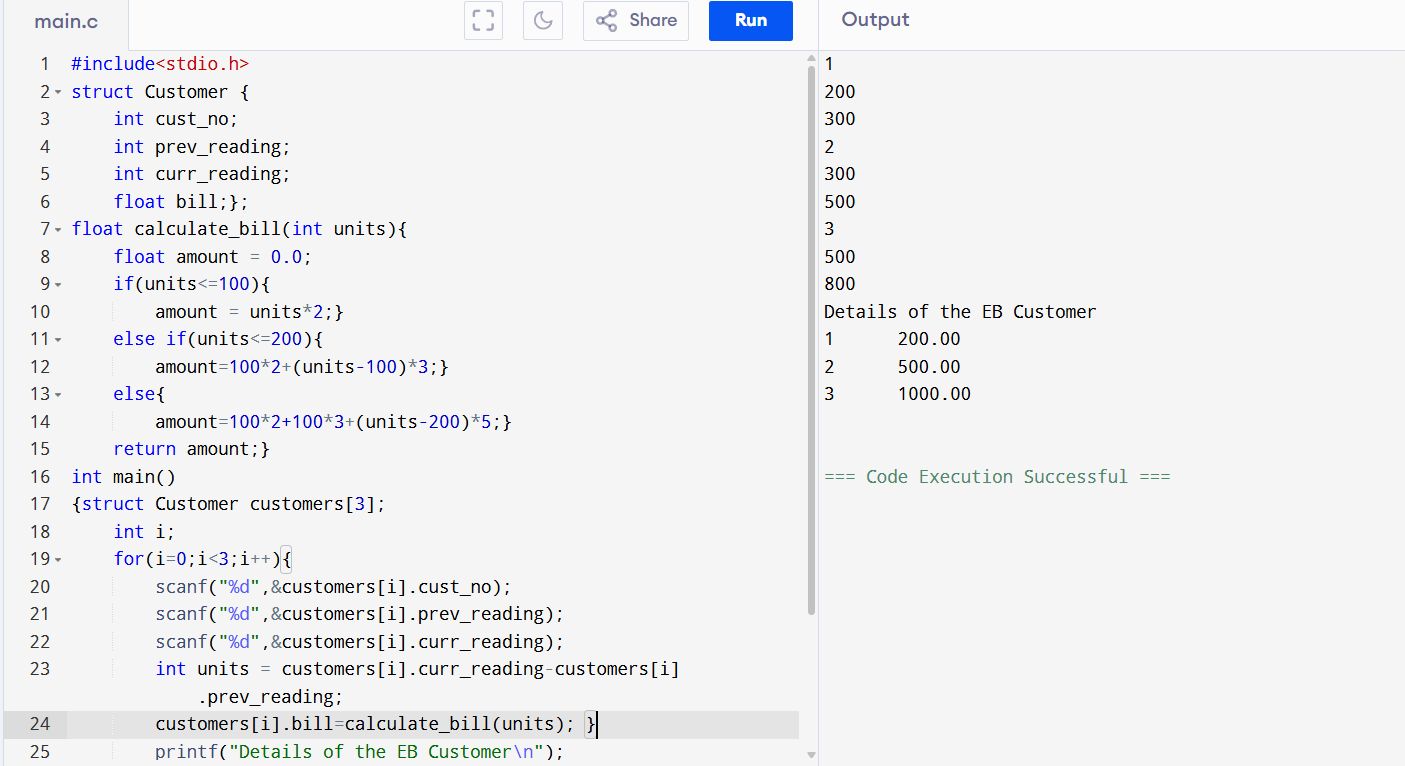 main.c
Share
Run
Output
1 #include<stdio.h>
2 struct Customer {
3     int cust_no;
4     int prev_reading;
5     int curr_reading;
6     float bill;};
7 float calculate_bill(int units){
8     float amount = 0.0;
9     if(units<=100){
10         amount = units*2;}
11     else if(units<=200){
12         amount=100*2+(units-100)*3;}
13     else{
14         amount=100*2+100*3+(units-200)*5;}
15     return amount;}
16 int main()
17 {struct Customer customers[3];
18     int i;
19     for(i=0;i<3;i++){
20         scanf("%d",&customers[i].cust_no);
21         scanf("%d",&customers[i].prev_reading);
22         scanf("%d",&customers[i].curr_reading);
23         int units = customers[i].curr_reading-customers[i]
            .prev_reading;
24         customers[i].bill=calculate_bill(units); }
25         printf("Details of the EB Customer\n");
1
200
300
2
300
500
3
500
800
Details of the EB Customer
1      200.00
2      500.00
3      1000.00
=== Code Execution Successful ===